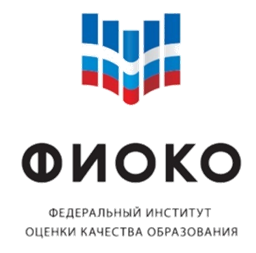 ФИОКО
ФЕДЕРАЛЬНЫЙ ИНСТИТУТ
ОЦЕНКИ КАЧЕСТВА ОБРАЗОВАНИЯ